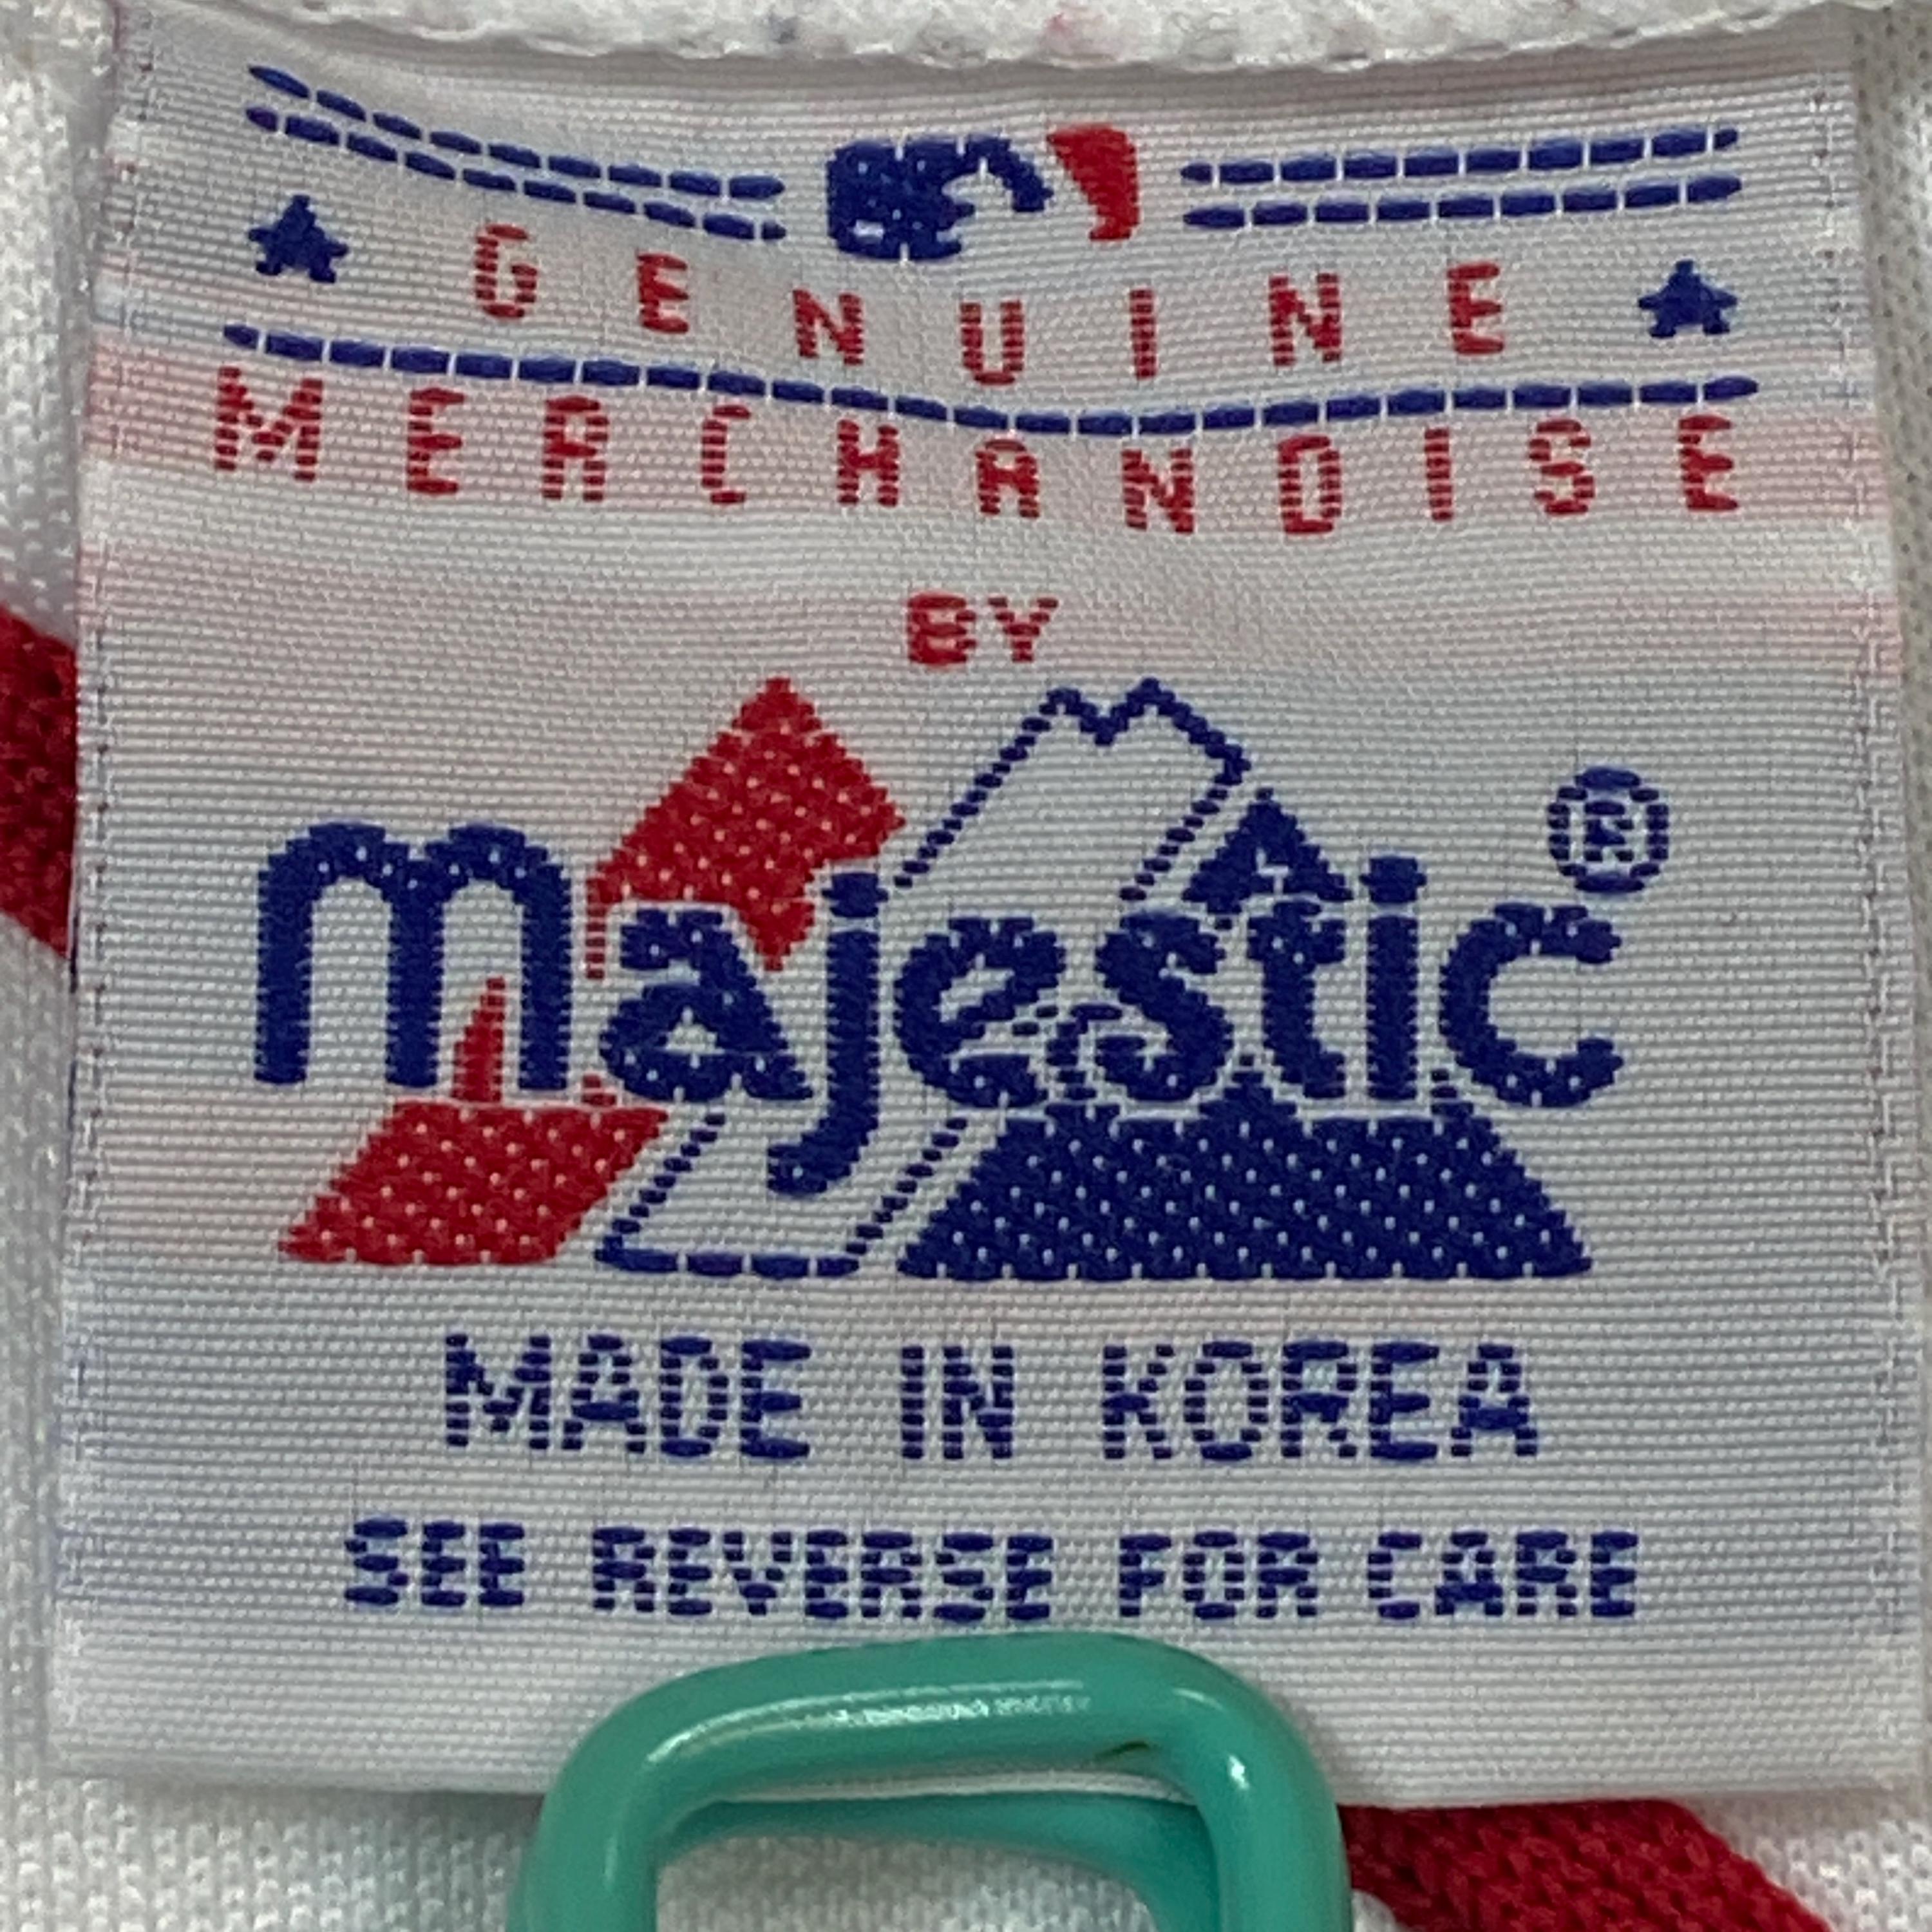 GENUINE
MERCHANDISE
BY
majestic®
MADE IN KOREA
SEE REVERSE FOR CARE